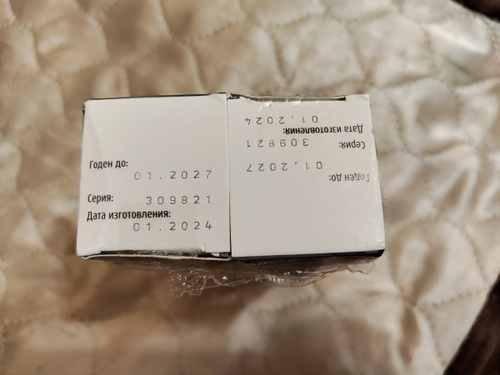 Годен до:
01.2027
Серия: 309821
Дата изготовления:
01.2024
Годен до:
01.2027
Серия: 309821
Дата изготовления:
01.2024